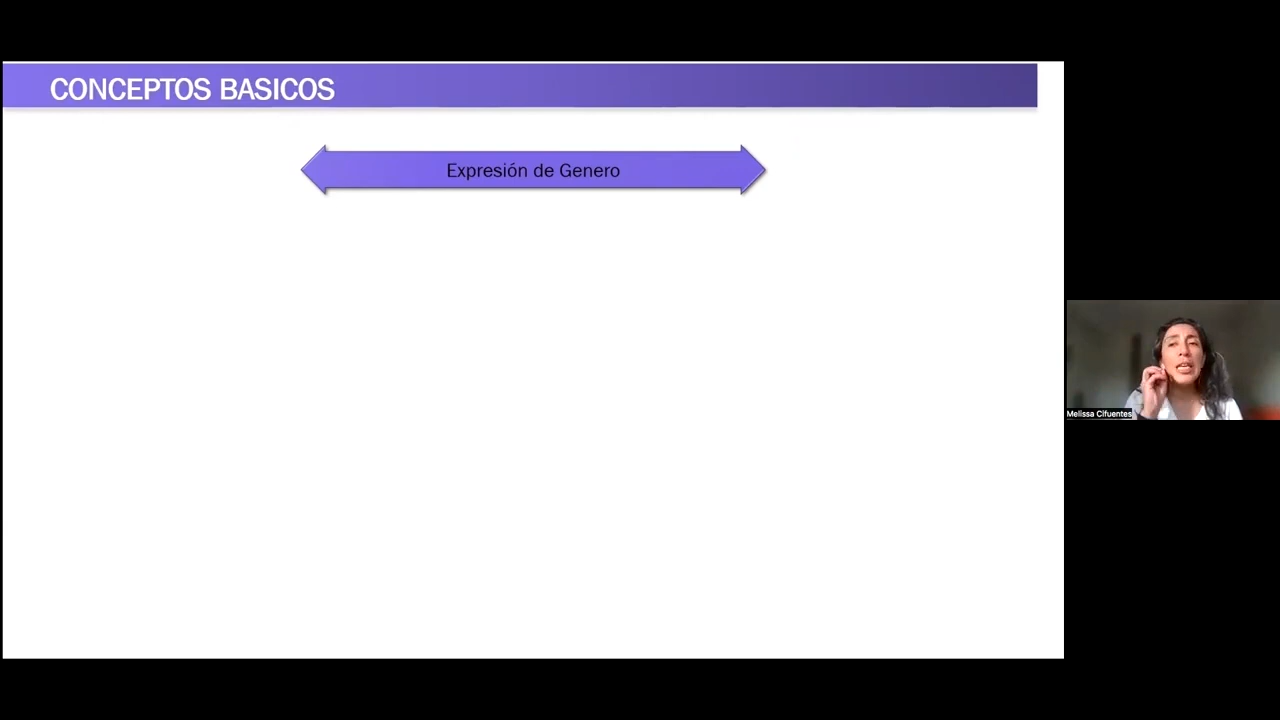 CONCEPTOS BASICOS
Expresión de Genero
Melissa Cifuentes